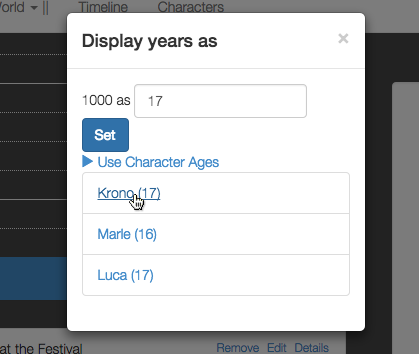 orld
Timeline
Characters
Display years as
×
1000 as 17
Set
Use Character Ages
Krono (17)
Marle (16)
Luca (17)
at the Festival
Remove Edit Details